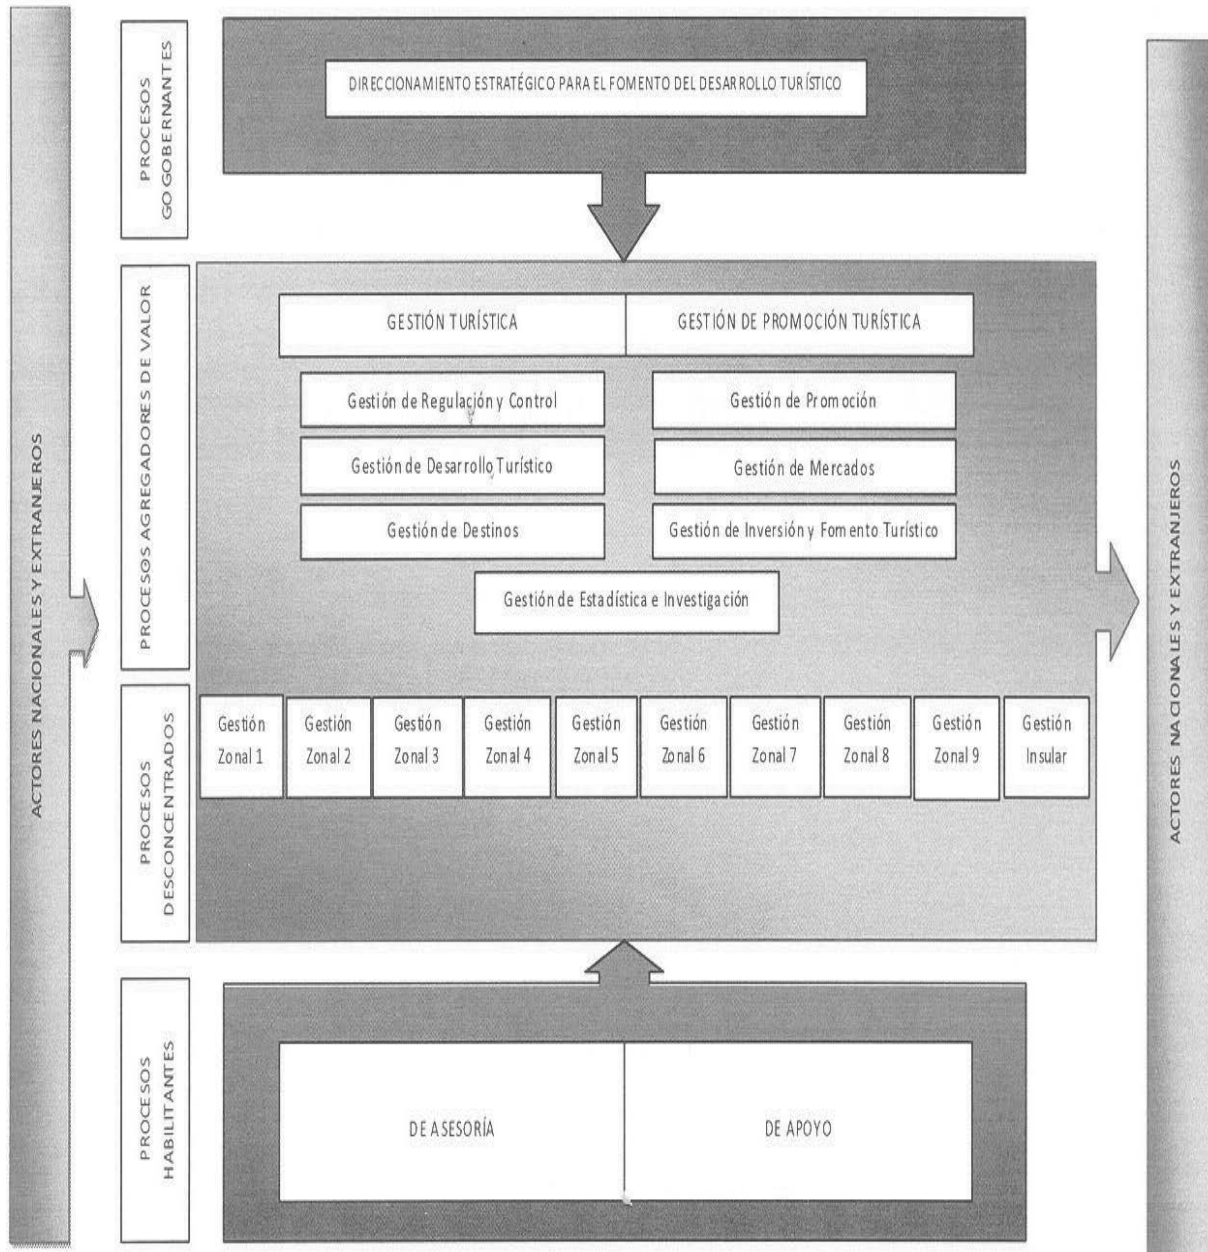 ACTORES NACIONALES Y EXTRANJEROS
PROCESOS
GO GOBERNANTES
DIRECCIONAMIENTO ESTRATÉGICO PARA EL FOMENTO DEL DESARROLLO TURÍSTICO
PROCESOS AGREGADORES DE VALOR
GESTIÓN TURÍSTICA
GESTIÓN DE PROMOCIÓN TURÍSTICA
Gestión de Regulación y Control
Gestión de Promoción
Gestión de Desarrollo Turístico
Gestión de Mercados
Gestión de Destinos
Gestión de Inversión y Fomento Turístico
Gestión de Estadística e Investigación
PROCESOS
DESCONCENTRADOS
Gestión
Zonal 1
Gestión
Zonal 2
Gestión
Zonal 3
Gestión
Zonal 4
Gestión
Zonal 5
Gestión
Zonal 6
Gestión
Zonal 7
Gestión
Zonal 8
Gestión
Zonal 9
Gestión
Insular
PROCESOS
HABILITANTES
DE ASESORÍA
DE APOYO
ACTORES NACIONALES Y EXTRANJEROS